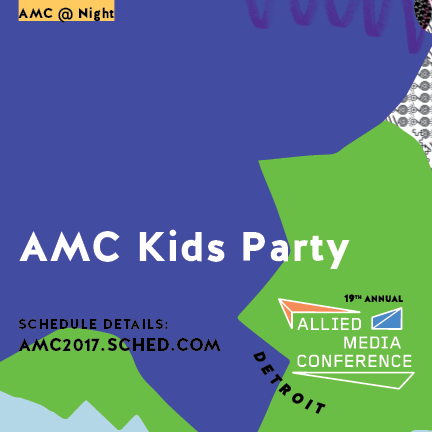 AMC @ Night
AMC Kids Party
19TH ANNUAL
ALLIED
MEDIA
CONFERENCE
SCHEDULE DETAILS:
AMC2017.SCHED.COM
DETROIT